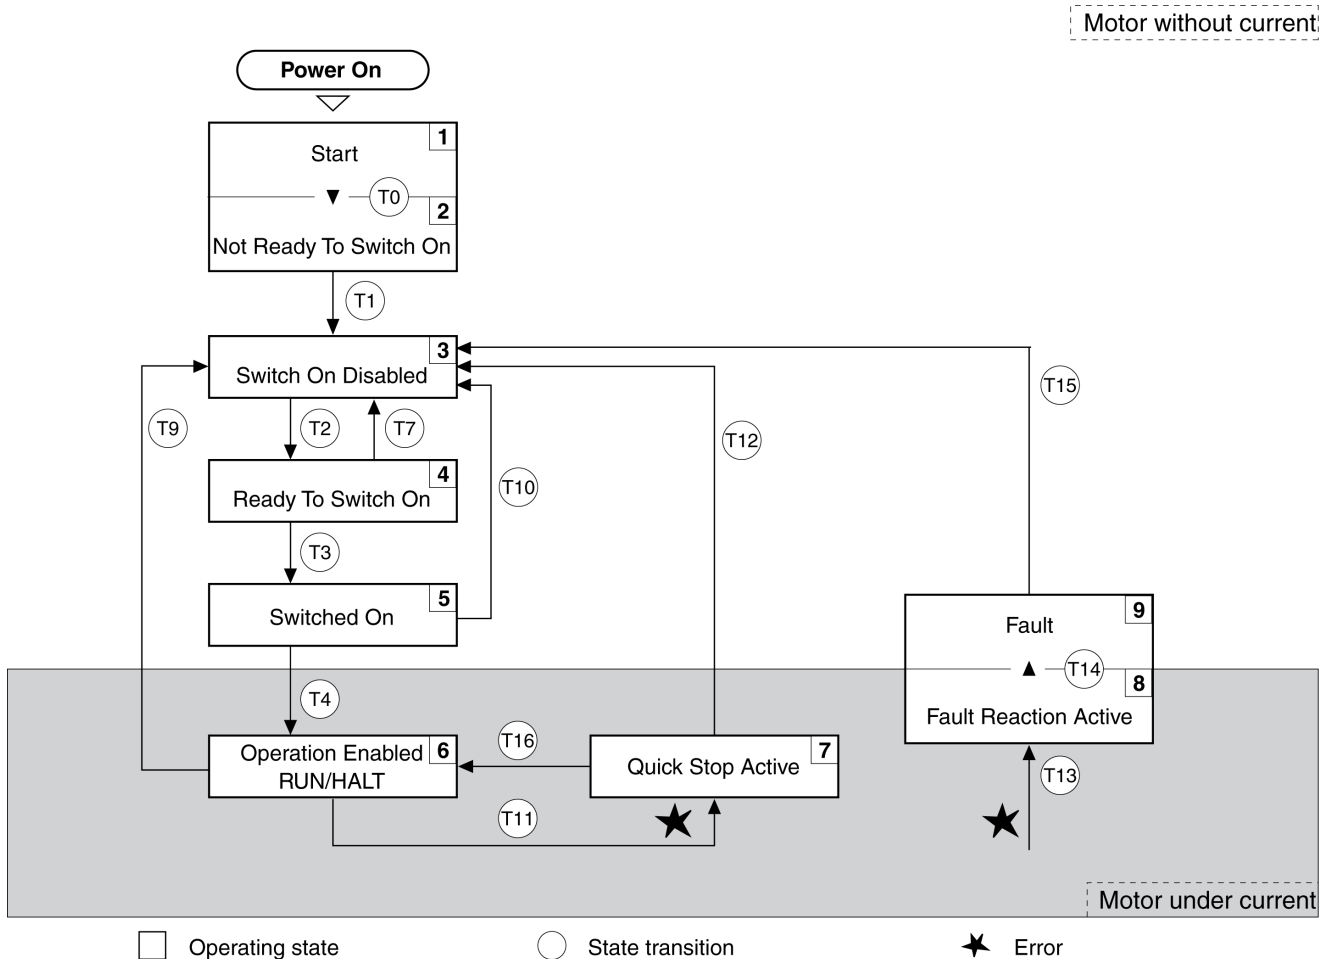 Motor without current
Power On
1
Start
T0
2
Not Ready To Switch On
T1
3
Switch On Disabled
T15
T9
T2
T7
T12
4
Ready To Switch On
T10
T3
5
Switched On
9
Fault
T14
8
T4
Fault Reaction Active
Operation Enabled
6
RUN/HALT
T16
7
Quick Stop Active
T13
T11
Motor under current
Operating state
State transition
Error